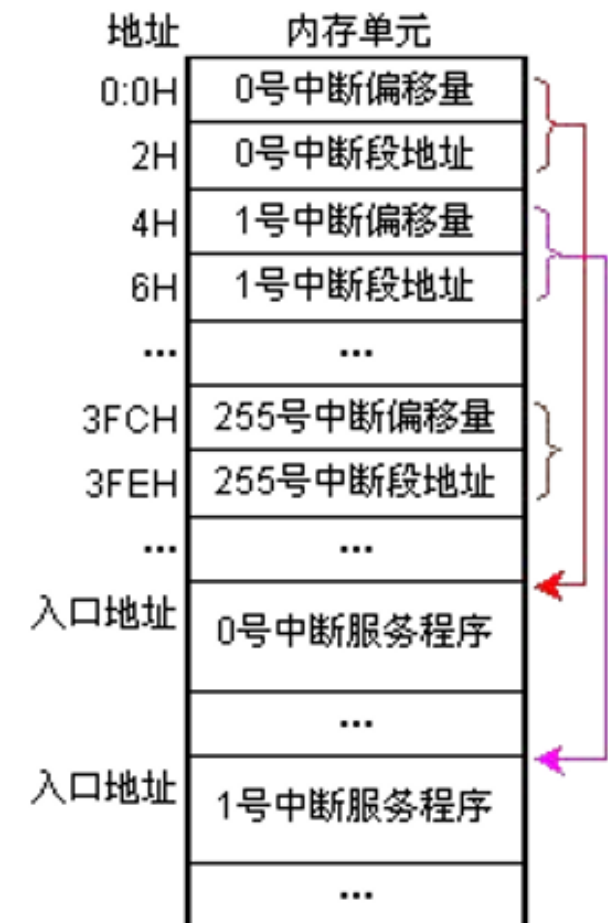 地址 内存单元
0:0H 0号中断偏移量
2H 0号中断段地址
4H 1号中断偏移量
6H 1号中断段地址
... ...
3FCH 255号中断偏移量
3FEH 255号中断段地址
... ...
入口地址 0号中断服务程序
...
入口地址 1号中断服务程序
...